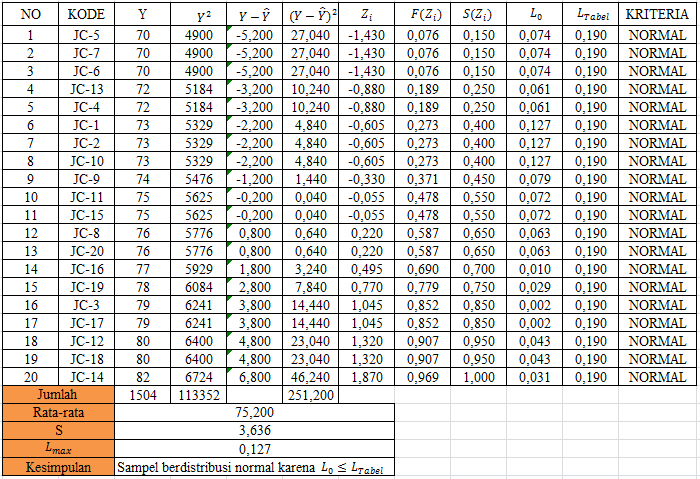 NO KODE Y Y² Y − Ŷ (Y − Ŷ)² Zᵢ F(Zᵢ) S(Zᵢ) L₀ L_Tabel KRITERIA
1 JC-5 70 4900 -5,200 27,040 -1,430 0,076 0,150 0,074 0,190 NORMAL
2 JC-7 70 4900 -5,200 27,040 -1,430 0,076 0,150 0,074 0,190 NORMAL
3 JC-6 70 4900 -5,200 27,040 -1,430 0,076 0,150 0,074 0,190 NORMAL
4 JC-13 72 5184 -3,200 10,240 -0,880 0,189 0,250 0,061 0,190 NORMAL
5 JC-4 72 5184 -3,200 10,240 -0,880 0,189 0,250 0,061 0,190 NORMAL
6 JC-1 73 5329 -2,200 4,840 -0,605 0,273 0,400 0,127 0,190 NORMAL
7 JC-2 73 5329 -2,200 4,840 -0,605 0,273 0,400 0,127 0,190 NORMAL
8 JC-10 73 5329 -2,200 4,840 -0,605 0,273 0,400 0,127 0,190 NORMAL
9 JC-9 74 5476 -1,200 1,440 -0,330 0,371 0,450 0,079 0,190 NORMAL
10 JC-11 75 5625 -0,200 0,040 -0,055 0,478 0,550 0,072 0,190 NORMAL
11 JC-15 75 5625 -0,200 0,040 -0,055 0,478 0,550 0,072 0,190 NORMAL
12 JC-8 76 5776 0,800 0,640 0,220 0,587 0,650 0,063 0,190 NORMAL
13 JC-20 76 5776 0,800 0,640 0,220 0,587 0,650 0,063 0,190 NORMAL
14 JC-16 77 5929 1,800 3,240 0,495 0,690 0,700 0,010 0,190 NORMAL
15 JC-19 78 6084 2,800 7,840 0,770 0,779 0,750 0,029 0,190 NORMAL
16 JC-3 79 6241 3,800 14,440 1,045 0,852 0,850 0,002 0,190 NORMAL
17 JC-17 79 6241 3,800 14,440 1,045 0,852 0,850 0,002 0,190 NORMAL
18 JC-12 80 6400 4,800 23,040 1,320 0,907 0,950 0,043 0,190 NORMAL
19 JC-18 80 6400 4,800 23,040 1,320 0,907 0,950 0,043 0,190 NORMAL
20 JC-14 82 6724 6,800 46,240 1,870 0,969 1,000 0,031 0,190 NORMAL
Jumlah 1504 113352 251,200
Rata-rata 75,200
S 3,636
L_max 0,127
Kesimpulan Sampel berdistribusi normal karena L₀ ≤ L_Tabel